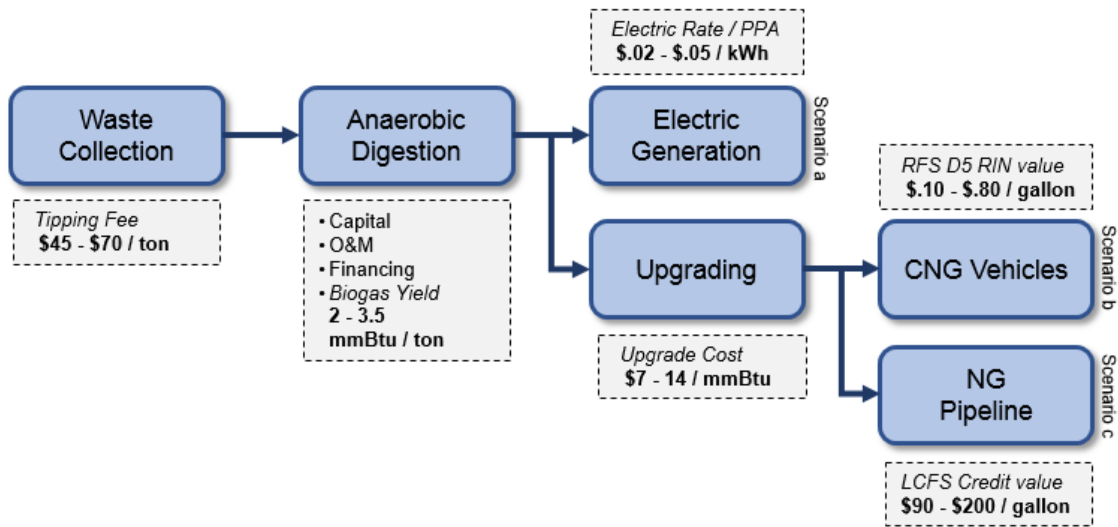 Electric Rate / PPA
$.02 - $.05 / kWh
Waste
Collection
Anaerobic
Digestion
Electric
Generation
Scenario a
Tipping Fee
$45 - $70 / ton
• Capital
• O&M
• Financing
• Biogas Yield
2 - 3.5
mmBtu / ton
RFS D5 RIN value
$.10 - $.80 / gallon
Upgrading
CNG Vehicles
Scenario b
Upgrade Cost
$7 - 14 / mmBtu
NG
Pipeline
Scenario c
LCFS Credit value
$90 - $200 / gallon